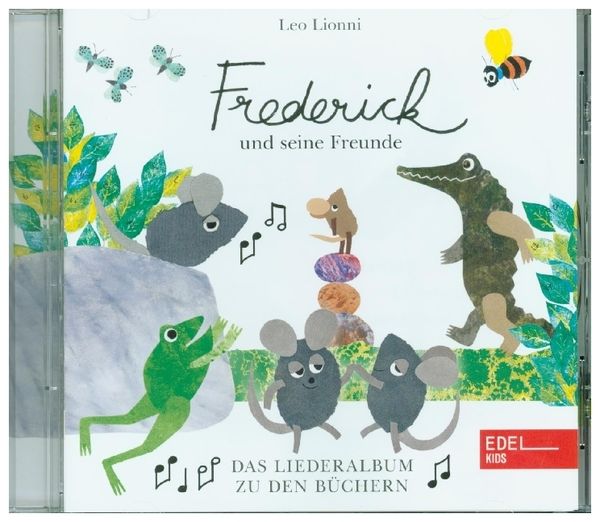 Leo Lionni
Frederick
und seine Freunde
EDEL
KIDS
DAS LIEDERALBUM
ZU DEN BÜCHERN